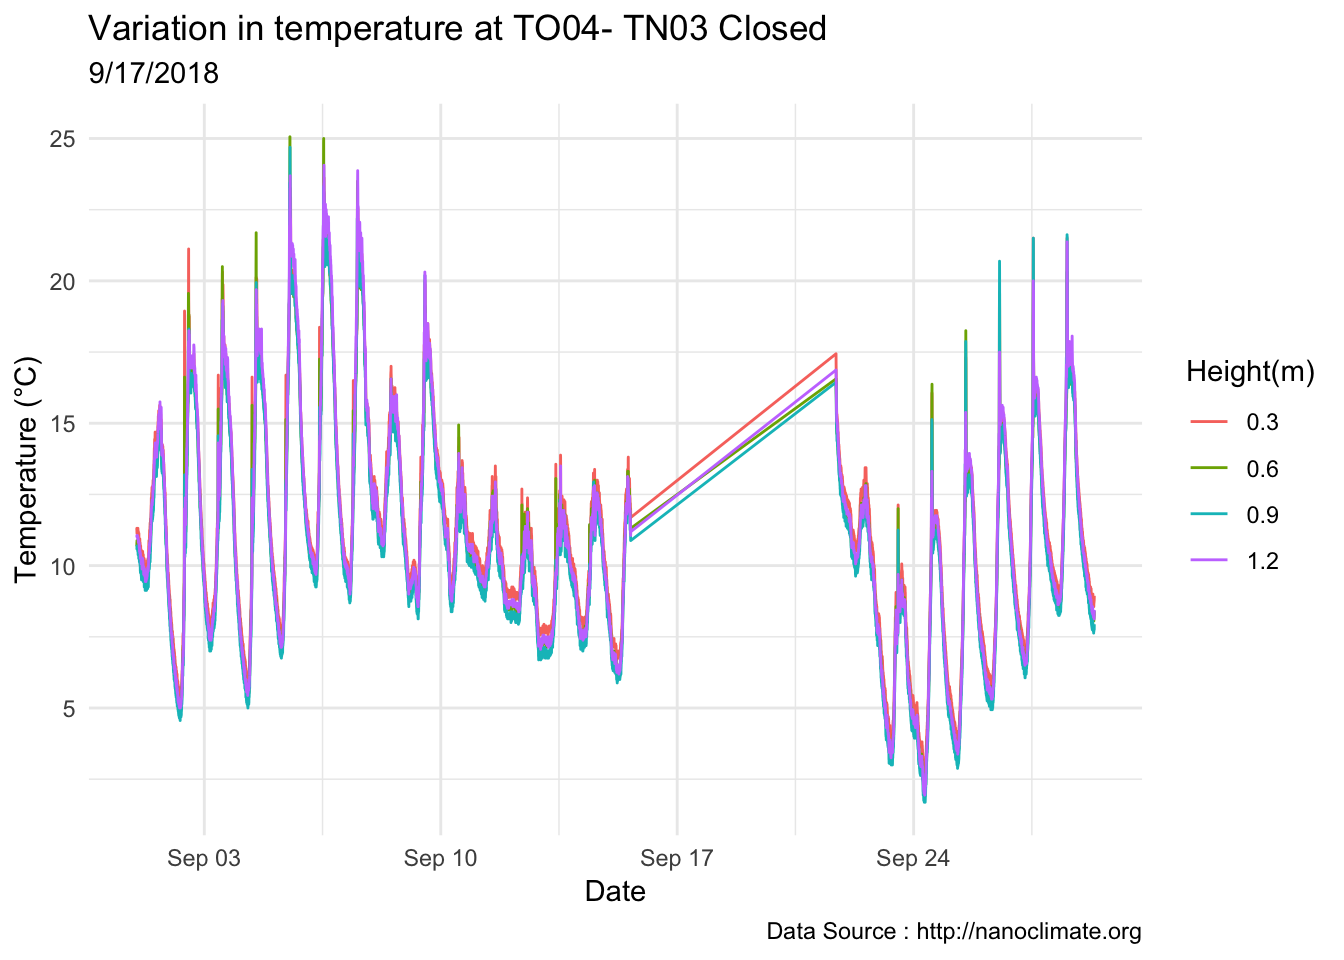 Variation in temperature at TO04- TN03 Closed
9/17/2018
25
20
15
10
5
Temperature (°C)
Sep 03
Sep 10
Sep 17
Sep 24
Date
Height(m)
0.3
0.6
0.9
1.2
Data Source : http://nanoclimate.org